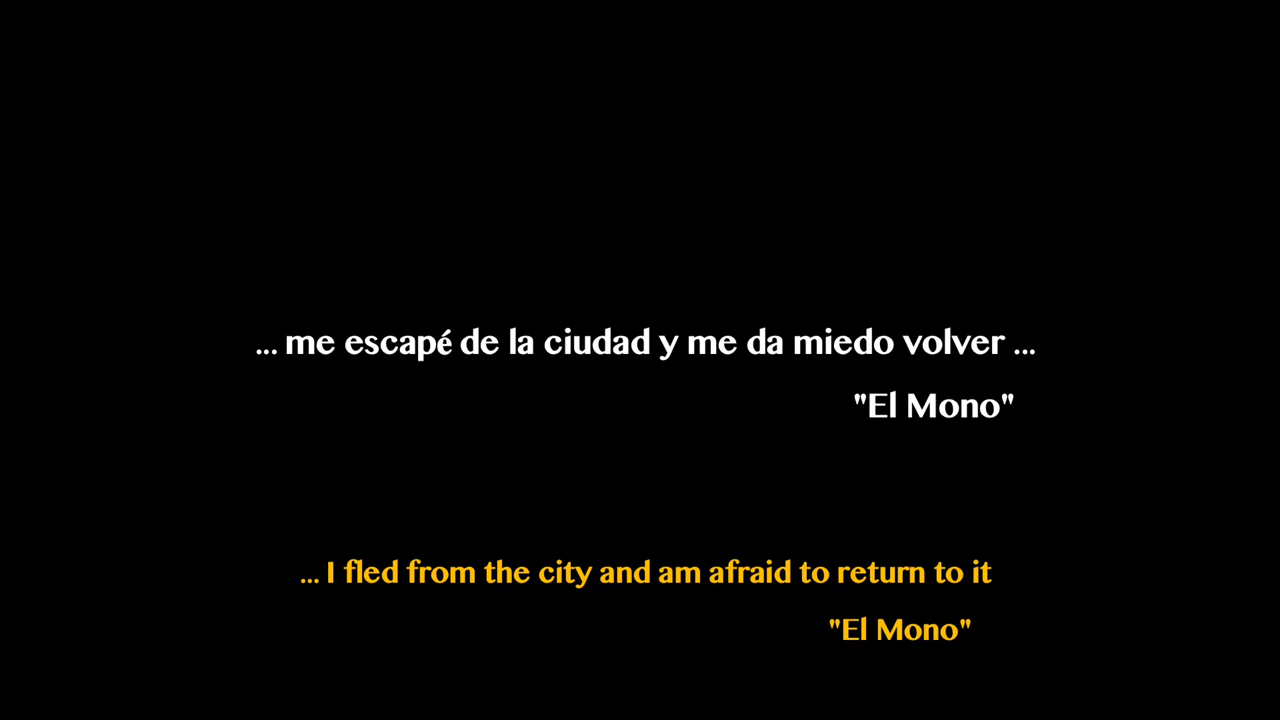 ... me escapé de la ciudad y me da miedo volver ...
"El Mono"
... I fled from the city and am afraid to return to it
"El Mono"